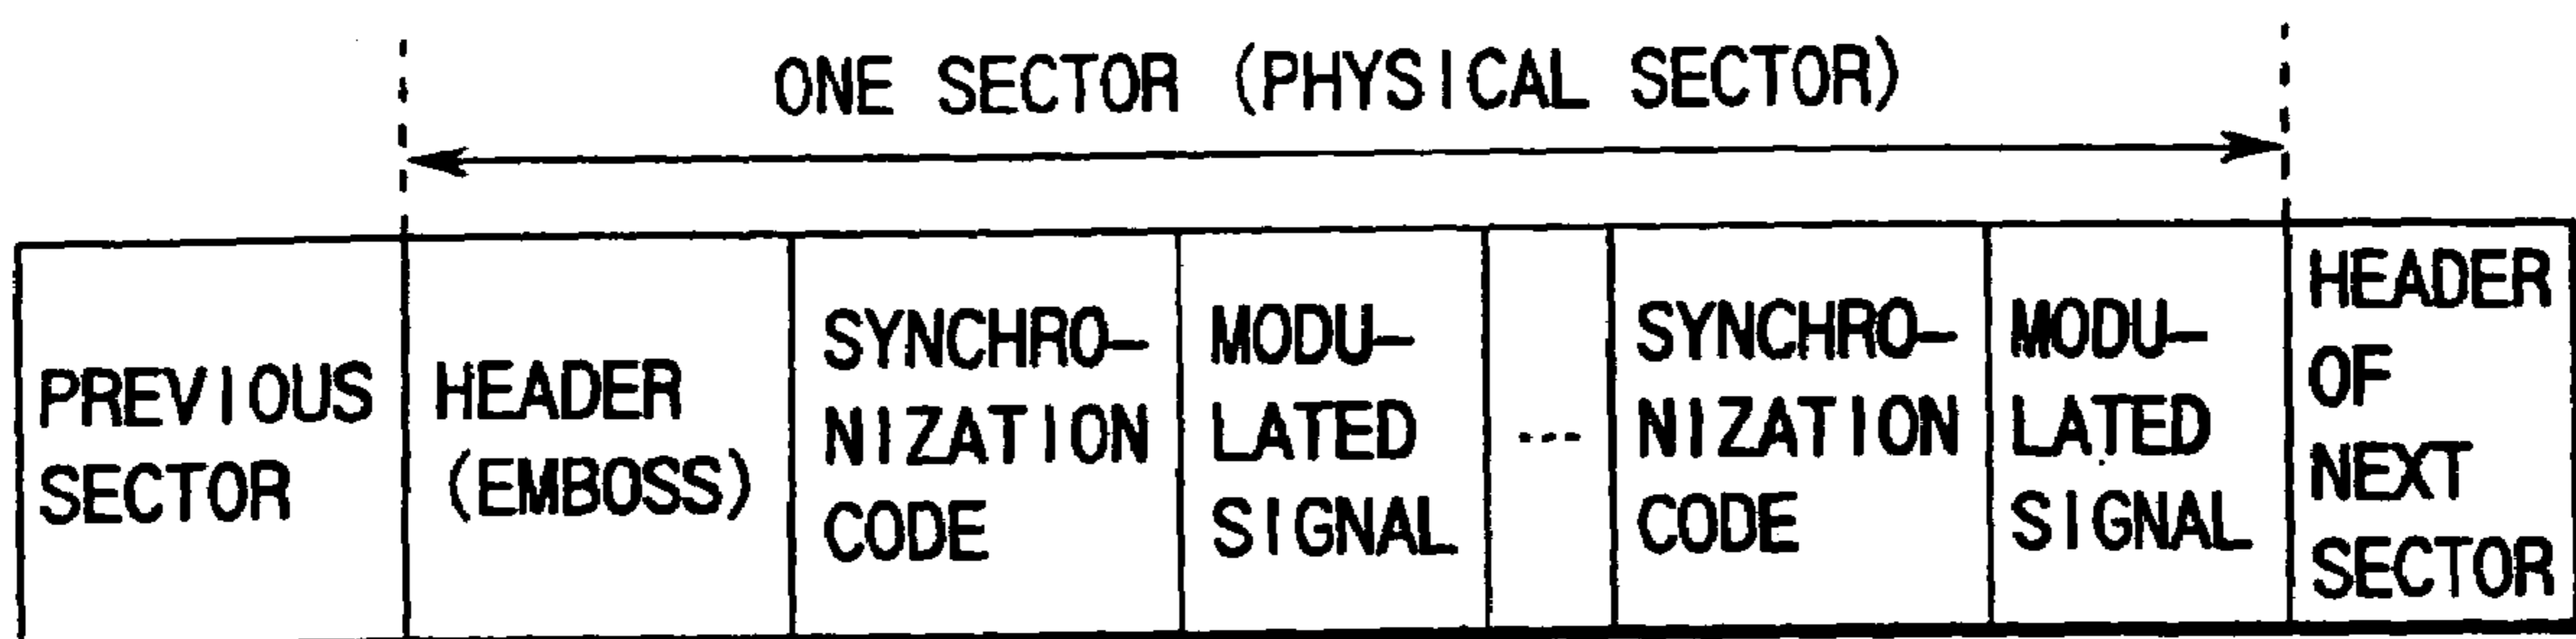 ONE SECTOR (PHYSICAL SECTOR)
PREVIOUS
SECTOR
HEADER
(EMBOSS)
SYNCHRO-
NIZATION
CODE
MODU-
LATED
SIGNAL
...
SYNCHRO-
NIZATION
CODE
MODU-
LATED
SIGNAL
HEADER
OF
NEXT
SECTOR